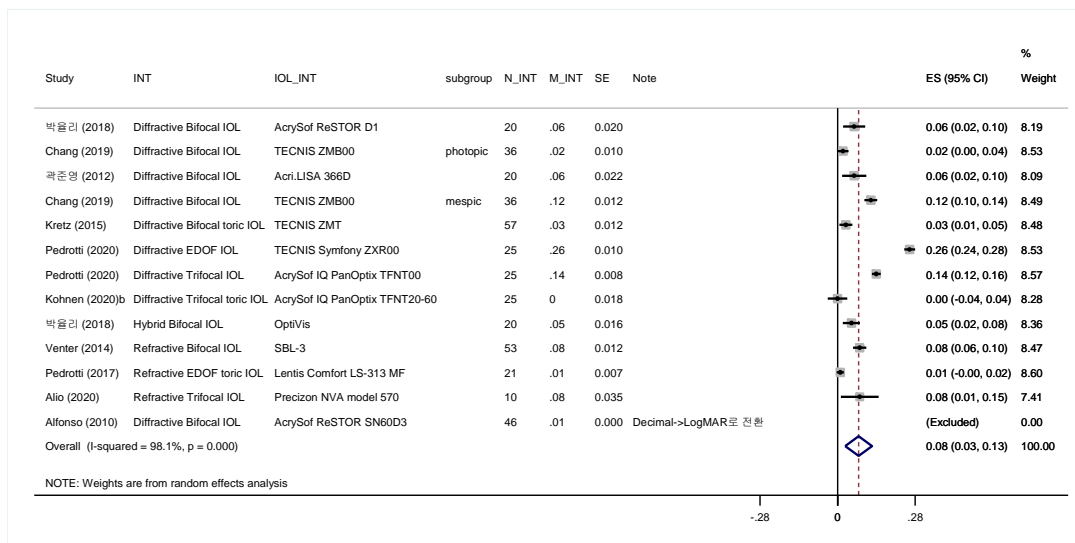 %
Study INT IOL_INT subgroup N_INT M_INT SE Note ES (95% CI) Weight
박율리 (2018) Diffractive Bifocal IOL AcrySof ReSTOR D1 20 .06 0.020 0.06 (0.02, 0.10) 8.19
Chang (2019) Diffractive Bifocal IOL TECNIS ZMB00 photopic 36 .02 0.010 0.02 (0.00, 0.04) 8.53
곽준영 (2012) Diffractive Bifocal IOL Acri.LISA 366D 20 .06 0.022 0.06 (0.02, 0.10) 8.09
Chang (2019) Diffractive Bifocal IOL TECNIS ZMB00 mespic 36 .12 0.012 0.12 (0.10, 0.14) 8.49
Kretz (2015) Diffractive Bifocal toric IOL TECNIS ZMT 57 .03 0.012 0.03 (0.01, 0.05) 8.48
Pedrotti (2020) Diffractive EDOF IOL TECNIS Symfony ZXR00 25 .26 0.010 0.26 (0.24, 0.28) 8.53
Pedrotti (2020) Diffractive Trifocal IOL AcrySof IQ PanOptix TFNT00 25 .14 0.008 0.14 (0.12, 0.16) 8.57
Kohnen (2020)b Diffractive Trifocal toric IOL AcrySof IQ PanOptix TFNT20-60 25 0 0.018 0.00 (-0.04, 0.04) 8.28
박율리 (2018) Hybrid Bifocal IOL OptiVis 20 .05 0.016 0.05 (0.02, 0.08) 8.36
Venter (2014) Refractive Bifocal IOL SBL-3 53 .08 0.012 0.08 (0.06, 0.10) 8.47
Pedrotti (2017) Refractive EDOF toric IOL Lentis Comfort LS-313 MF 21 .01 0.007 0.01 (-0.00, 0.02) 8.60
Alio (2020) Refractive Trifocal IOL Precizon NVA model 570 10 .08 0.035 0.08 (0.01, 0.15) 7.41
Alfonso (2010) Diffractive Bifocal IOL AcrySof ReSTOR SN60D3 46 .01 0.000 Decimal->LogMAR로 전환 (Excluded) 0.00
Overall (I-squared = 98.1%, p = 0.000) 0.08 (0.03, 0.13) 100.00
NOTE: Weights are from random effects analysis
-.28 0 .28